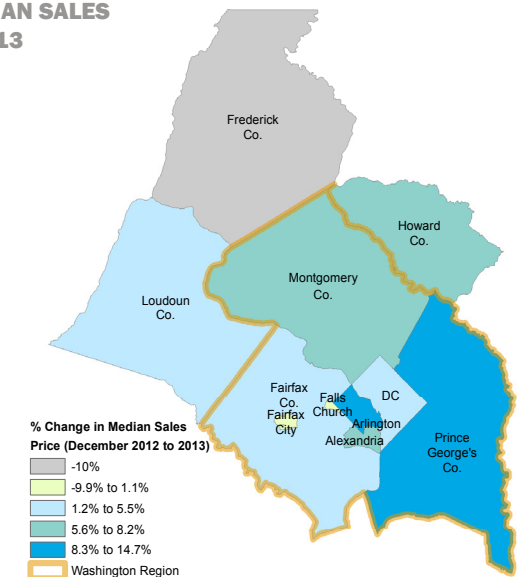 AN SALES
13
Frederick
Co.
Howard
Co.
Montgomery
Co.
Loudoun
Co.
Fairfax
Co.
Falls
Church
DC
Fairfax
City
Arlington
Alexandria
Prince
George's
Co.
% Change in Median Sales
Price (December 2012 to 2013)
-10%
-9.9% to 1.1%
1.2% to 5.5%
5.6% to 8.2%
8.3% to 14.7%
Washington Region